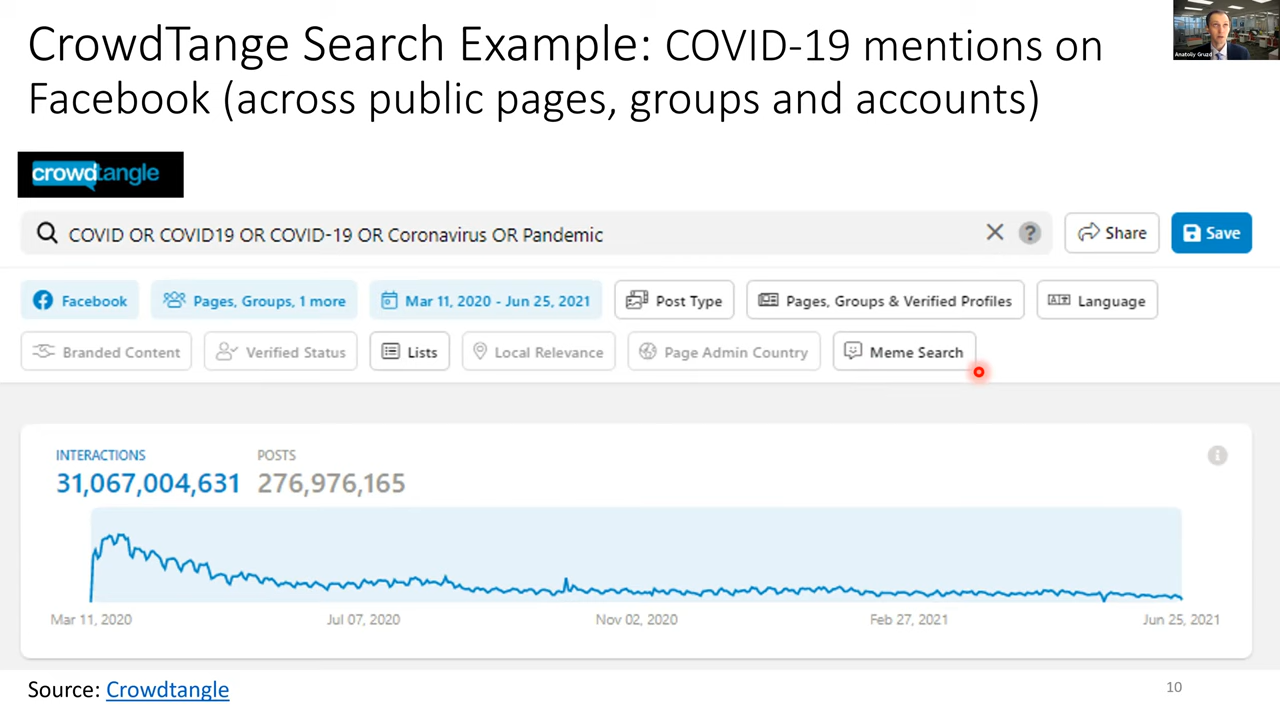 CrowdTange Search Example: COVID-19 mentions on
Facebook (across public pages, groups and accounts)
Anatoliy Gruzd
crowdtangle
COVID OR COVID19 OR COVID-19 OR Coronavirus OR Pandemic
?
Share
Save
Facebook
Pages, Groups, 1 more
Mar 11, 2020 - Jun 25, 2021
Post Type
Pages, Groups & Verified Profiles
Language
Branded Content
Verified Status
Lists
Local Relevance
Page Admin Country
Meme Search
INTERACTIONS POSTS
31,067,004,631 276,976,165
Mar 11, 2020 Jul 07, 2020 Nov 02, 2020 Feb 27, 2021 Jun 25, 2021
Source: Crowdtangle
10